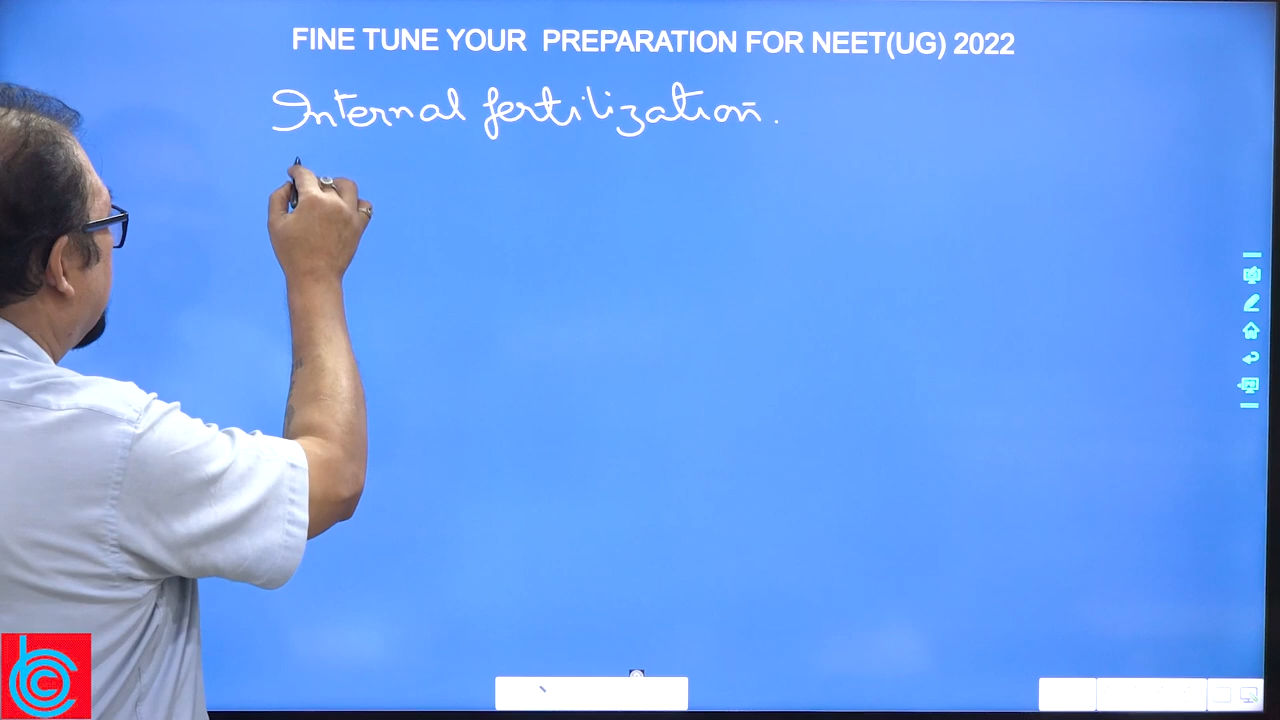 FINE TUNE YOUR PREPARATION FOR NEET(UG) 2022
Internal fertilization.